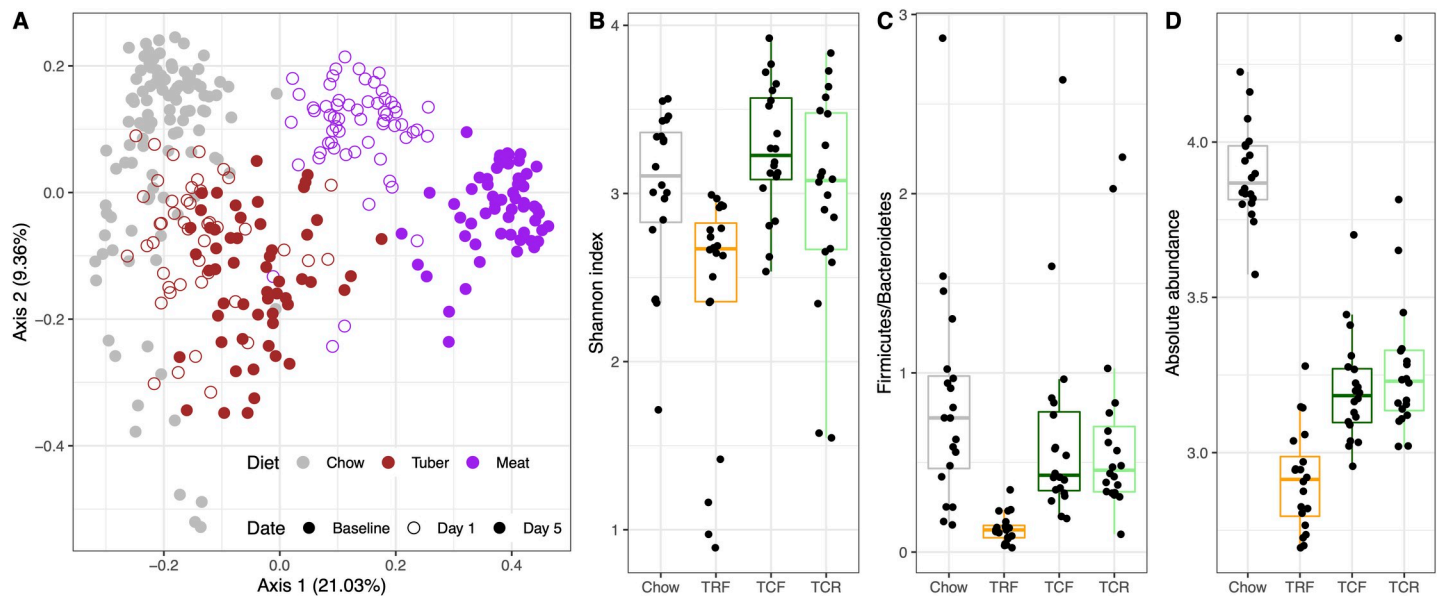 A
Axis 2 (9.36%)
0.2
0.0
−0.2
−0.4
−0.2
0.0
0.2
0.4
Axis 1 (21.03%)
Diet Chow Tuber Meat
Date Baseline Day 1 Day 5
B
Shannon index
4
3
2
1
Chow TRF TCF TCR
C
Firmicutes/Bacteroidetes
3
2
1
0
Chow TRF TCF TCR
D
Absolute abundance
4.0
3.5
3.0
Chow TRF TCF TCR